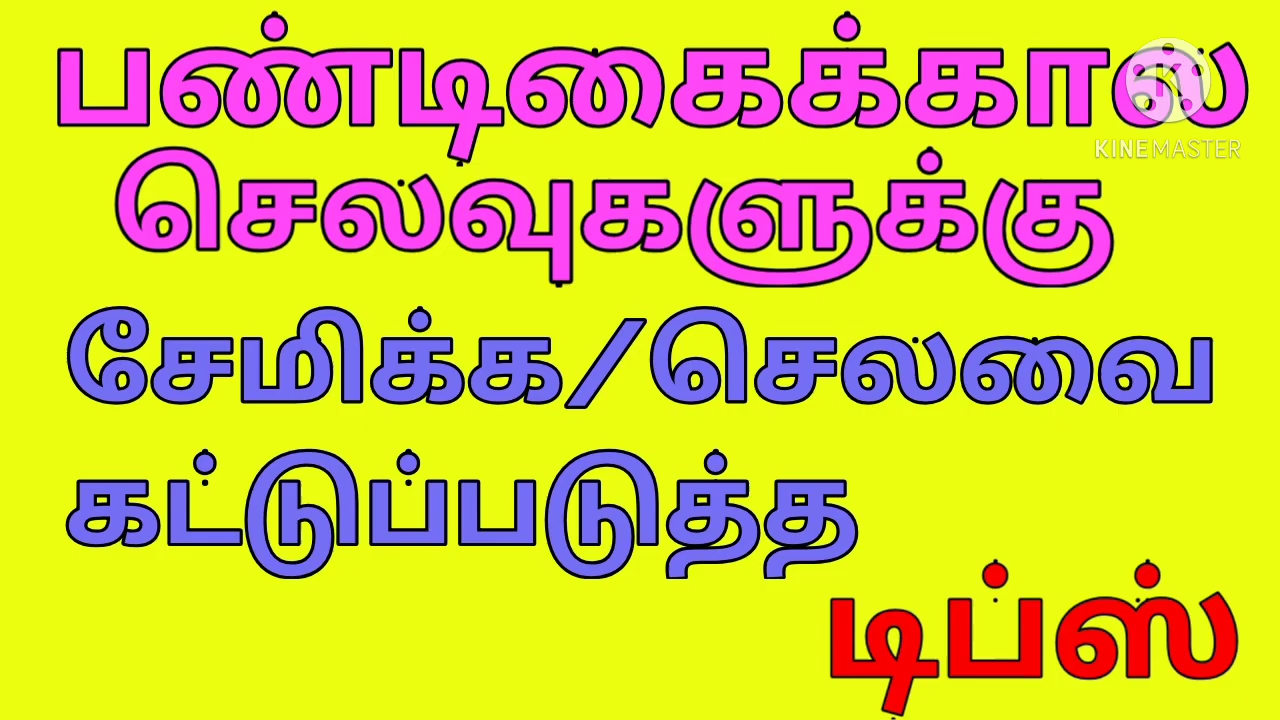 பண்டிகைக்கால
செலவுகளுக்கு
சேமிக்க/செலவை
கட்டுப்படுத்த
டிப்ஸ்
KINEMASTER